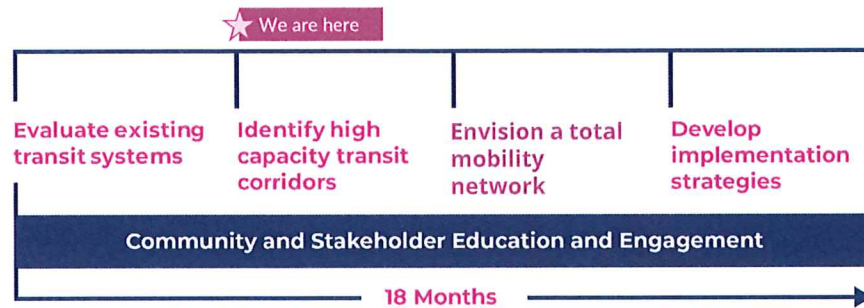 We are here
Evaluate existing
transit systems
Identify high
capacity transit
corridors
Envision a total
mobility
network
Develop
implementation
strategies
Community and Stakeholder Education and Engagement
18 Months